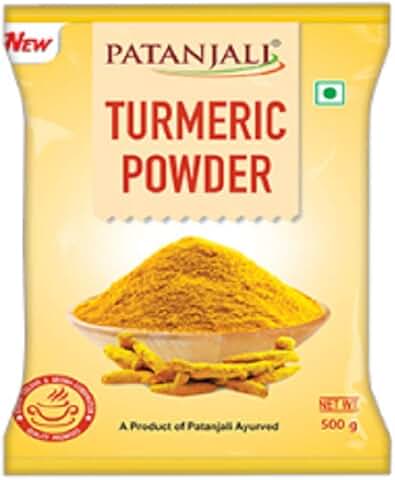 NEW
PATANJALI®
TURMERIC
POWDER
A Product of Patanjali Ayurved
NET WT.
500 g